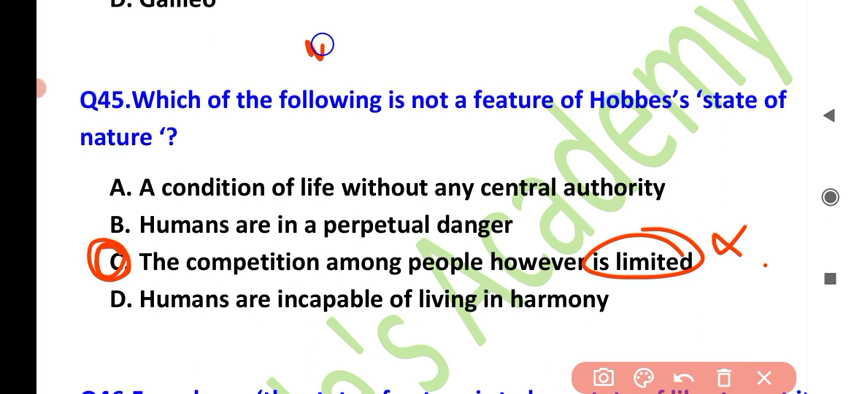 D. Galileo
Q45.Which of the following is not a feature of Hobbes's 'state of
nature '?
A. A condition of life without any central authority
B. Humans are in a perpetual danger
C. The competition among people however is limited
D. Humans are incapable of living in harmony
's Academy